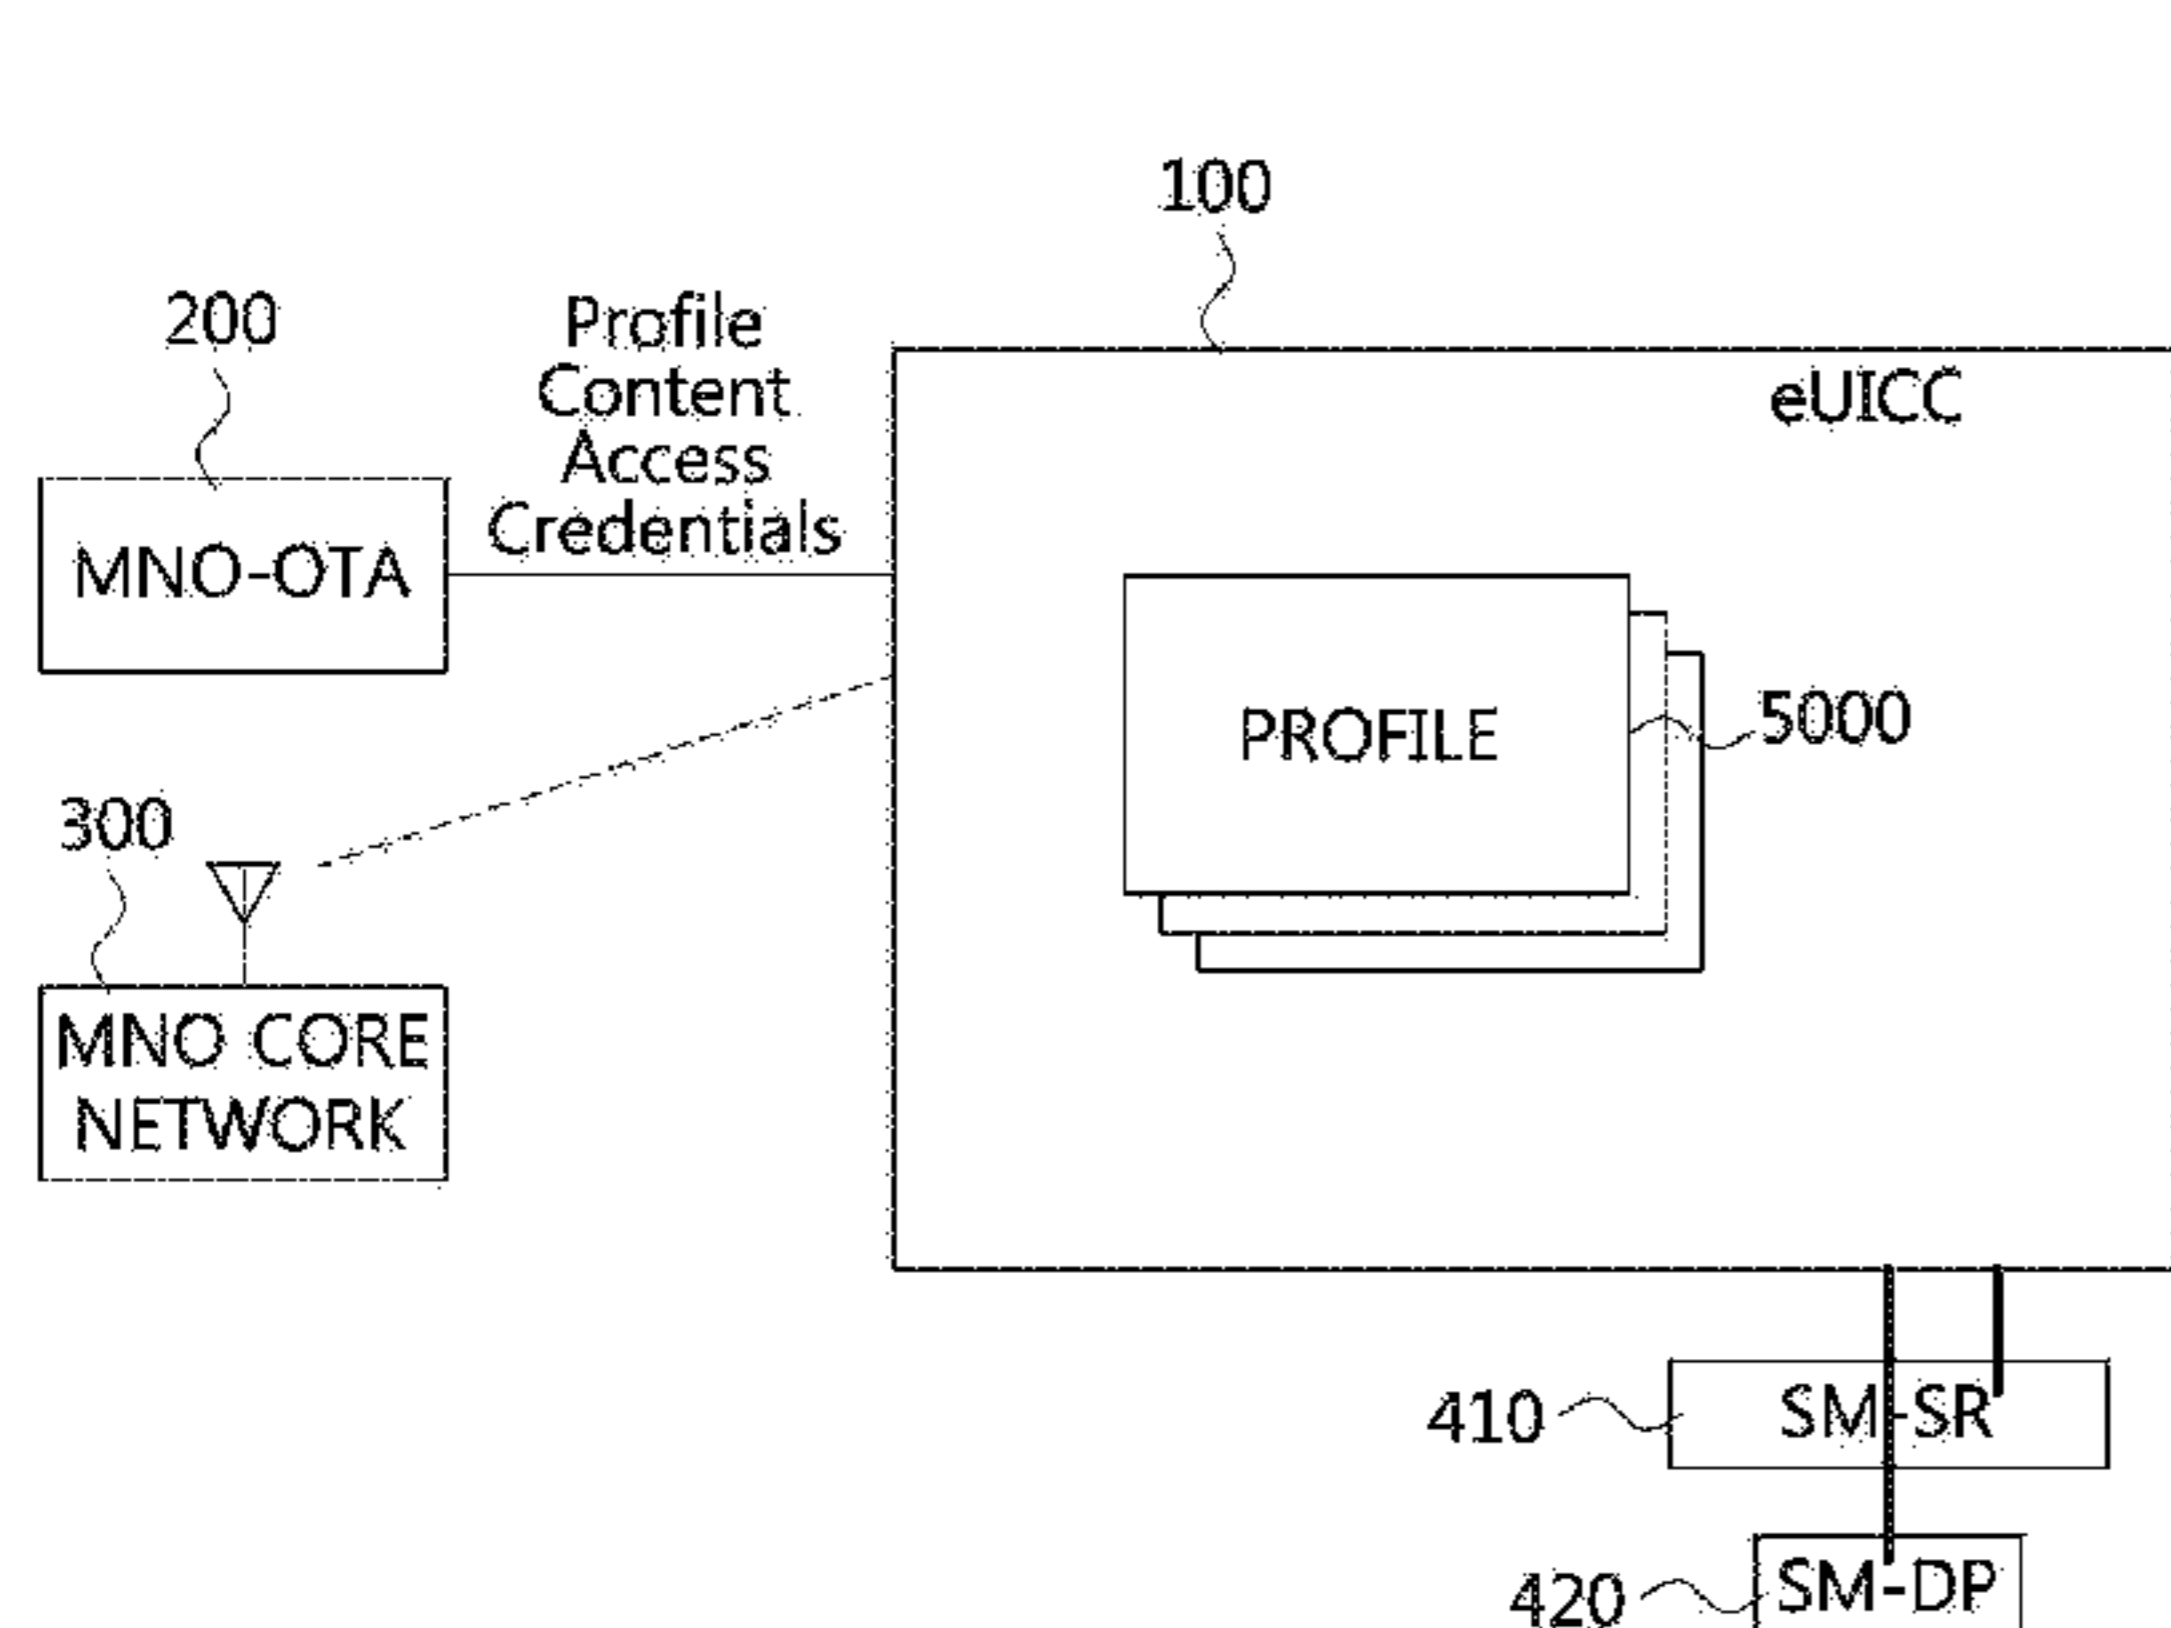 100
200
Profile
Content
Access
Credentials
eUICC
MNO-OTA
PROFILE
5000
300
MNO CORE
NETWORK
410
SM-SR
420
SM-DP